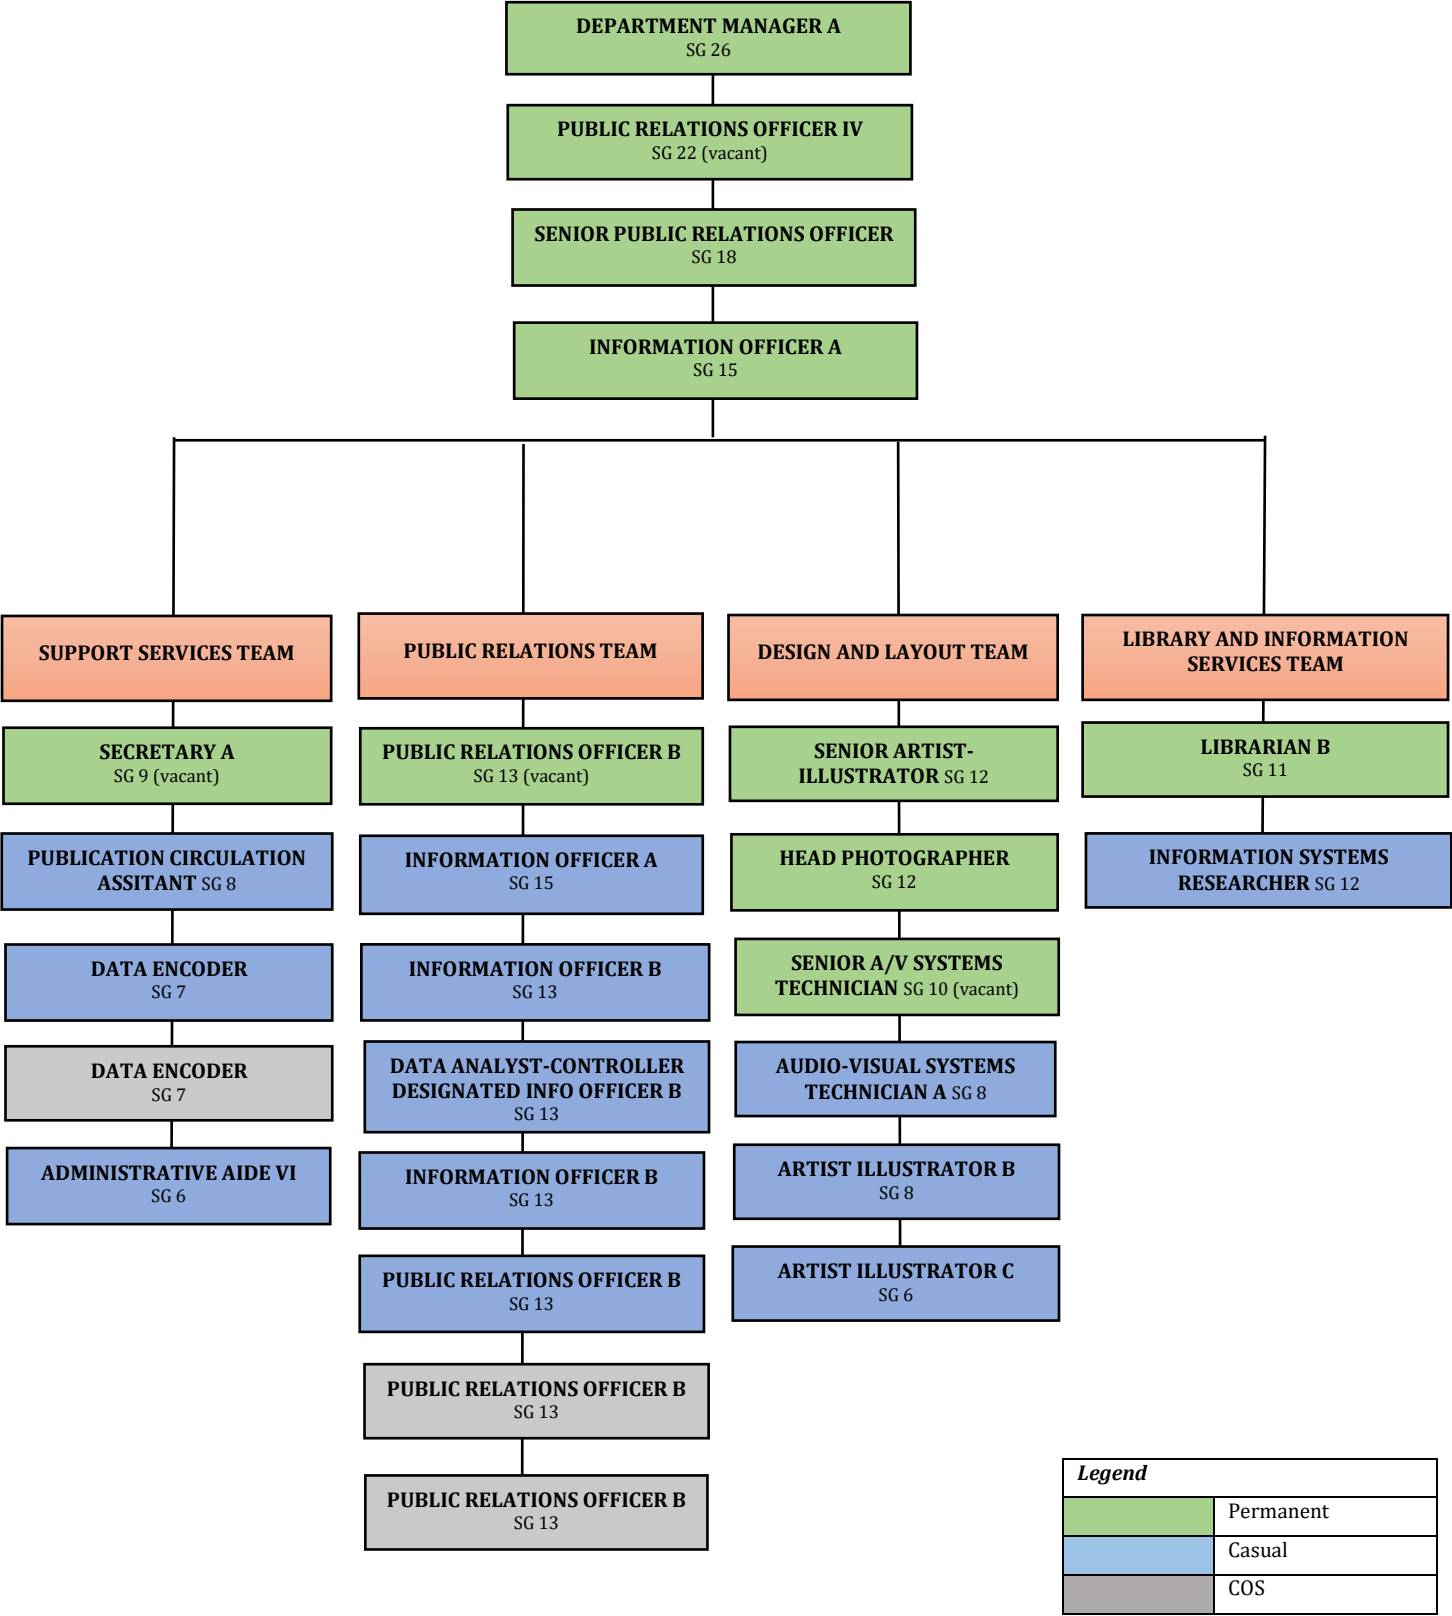 DEPARTMENT MANAGER A
SG 26
PUBLIC RELATIONS OFFICER IV
SG 22 (vacant)
SENIOR PUBLIC RELATIONS OFFICER
SG 18
INFORMATION OFFICER A
SG 15
SUPPORT SERVICES TEAM
SECRETARY A
SG 9 (vacant)
PUBLICATION CIRCULATION
ASSITANT SG 8
DATA ENCODER
SG 7
DATA ENCODER
SG 7
ADMINISTRATIVE AIDE VI
SG 6
PUBLIC RELATIONS TEAM
PUBLIC RELATIONS OFFICER B
SG 13 (vacant)
INFORMATION OFFICER A
SG 15
INFORMATION OFFICER B
SG 13
DATA ANALYST-CONTROLLER
DESIGNATED INFO OFFICER B
SG 13
INFORMATION OFFICER B
SG 13
PUBLIC RELATIONS OFFICER B
SG 13
PUBLIC RELATIONS OFFICER B
SG 13
PUBLIC RELATIONS OFFICER B
SG 13
DESIGN AND LAYOUT TEAM
SENIOR ARTIST-
ILLUSTRATOR SG 12
HEAD PHOTOGRAPHER
SG 12
SENIOR A/V SYSTEMS
TECHNICIAN SG 10 (vacant)
AUDIO-VISUAL SYSTEMS
TECHNICIAN A SG 8
ARTIST ILLUSTRATOR B
SG 8
ARTIST ILLUSTRATOR C
SG 6
LIBRARY AND INFORMATION
SERVICES TEAM
LIBRARIAN B
SG 11
INFORMATION SYSTEMS
RESEARCHER SG 12
Legend
Permanent
Casual
COS